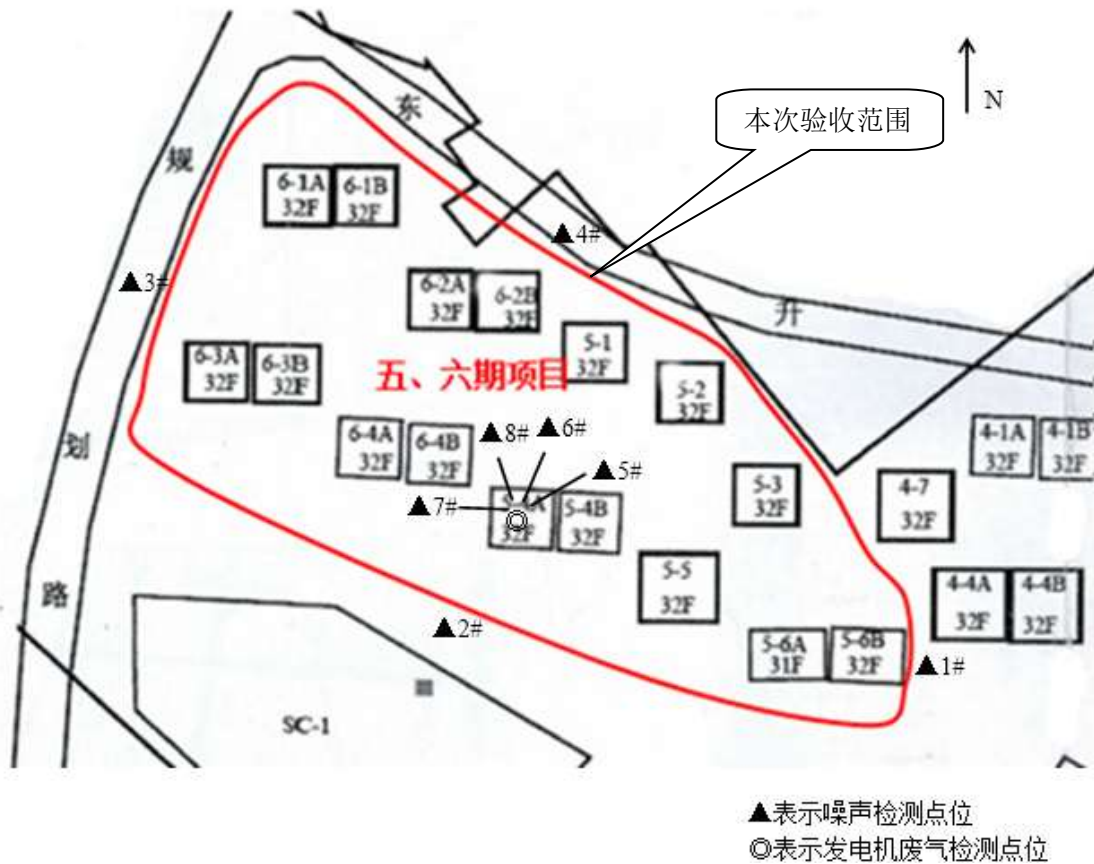 N
本次验收范围
东
规
6-1A 6-1B
32F 32F
▲4#
▲3#
6-2A 6-2B
32F 32F
升
5-1
32F
6-3A 6-3B
32F 32F
五、六期项目
5-2
32F
划
6-4A 6-4B
32F 32F
▲8# ▲6#
▲5#
▲7#
32F
5-4B
32F
5-3
32F
4-1A 4-1B
32F 32F
4-7
32F
5-5
32F
路
4-4A 4-4B
32F 32F
▲2#
5-6A 5-6B
31F 32F
▲1#
SC-1
▲表示噪声检测点位
◎表示发电机废气检测点位